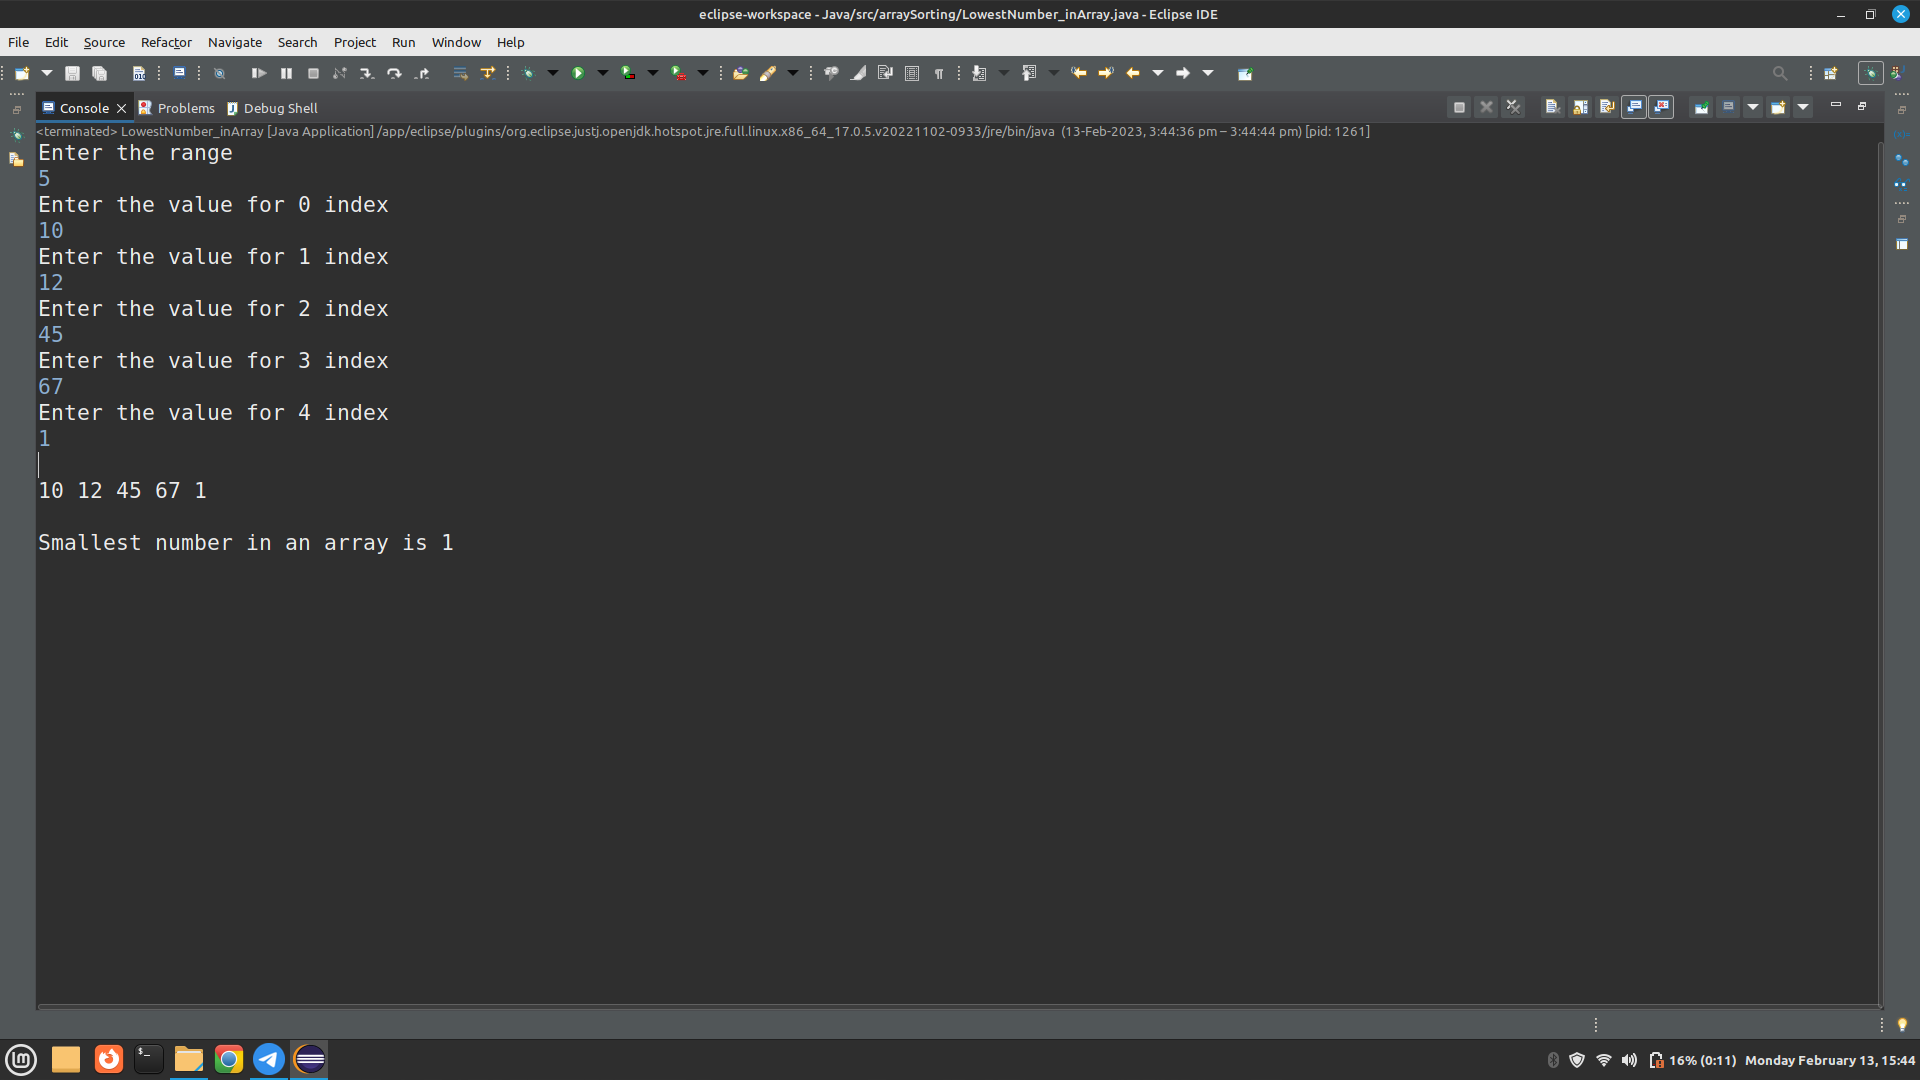 eclipse-workspace - Java/src/arraySorting/LowestNumber_inArray.java - Eclipse IDE
File Edit Source Refactor Navigate Search Project Run Window Help
Console Problems Debug Shell
<terminated> LowestNumber_inArray [Java Application] /app/eclipse/plugins/org.eclipse.justj.openjdk.hotspot.jre.full.linux.x86_64_17.0.5.v20221102-0933/jre/bin/java (13-Feb-2023, 3:44:36 pm – 3:44:44 pm) [pid: 1261]
Enter the range
5
Enter the value for 0 index
10
Enter the value for 1 index
12
Enter the value for 2 index
45
Enter the value for 3 index
67
Enter the value for 4 index
1
10 12 45 67 1
Smallest number in an array is 1
16% (0:11) Monday February 13, 15:44